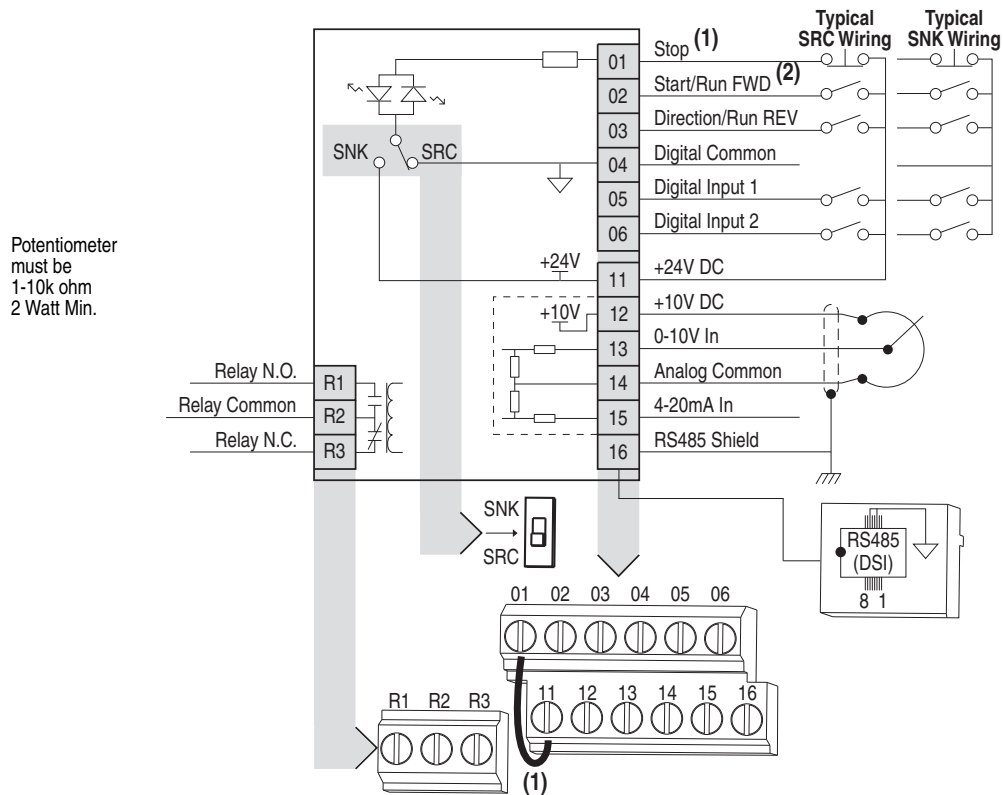 Typical
SRC Wiring
Typical
SNK Wiring
01 Stop (1)
02 Start/Run FWD (2)
03 Direction/Run REV
SNK SRC
04 Digital Common
05 Digital Input 1
06 Digital Input 2
Potentiometer
must be
1-10k ohm
2 Watt Min.
+24V 11 +24V DC
+10V 12 +10V DC
13 0-10V In
14 Analog Common
15 4-20mA In
16 RS485 Shield
Relay N.O. R1
Relay Common R2
Relay N.C. R3
SNK
SRC
RS485
(DSI)
8 1
01 02 03 04 05 06
11 12 13 14 15 16
R1 R2 R3
(1)